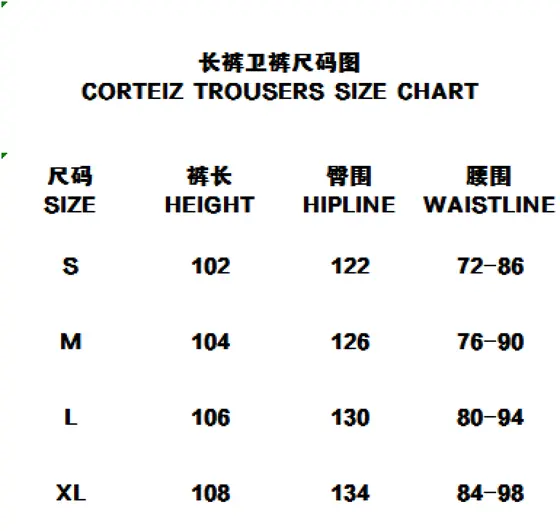 长裤卫裤尺码图
CORTEIZ TROUSERS SIZE CHART
尺码 裤长 臀围 腰围
SIZE HEIGHT HIPLINE WAISTLINE
S 102 122 72-86
M 104 126 76-90
L 106 130 80-94
XL 108 134 84-98